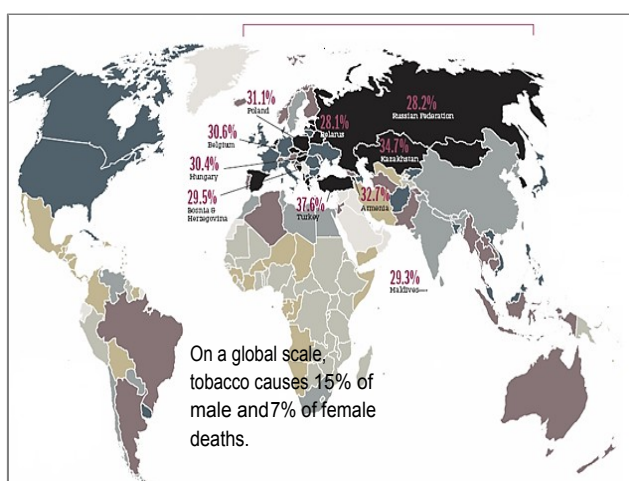 31.1%
Poland
28.2%
Russian Federation
28.1%
Belarus
30.6%
Belgium
34.7%
Kazakhstan
30.4%
Hungary
29.5%
Bosnia &
Herzegovina
37.6%
Turkey
32.7%
Armenia
29.3%
Maldives
On a global scale,
tobacco causes 15% of
male and 7% of female
deaths.